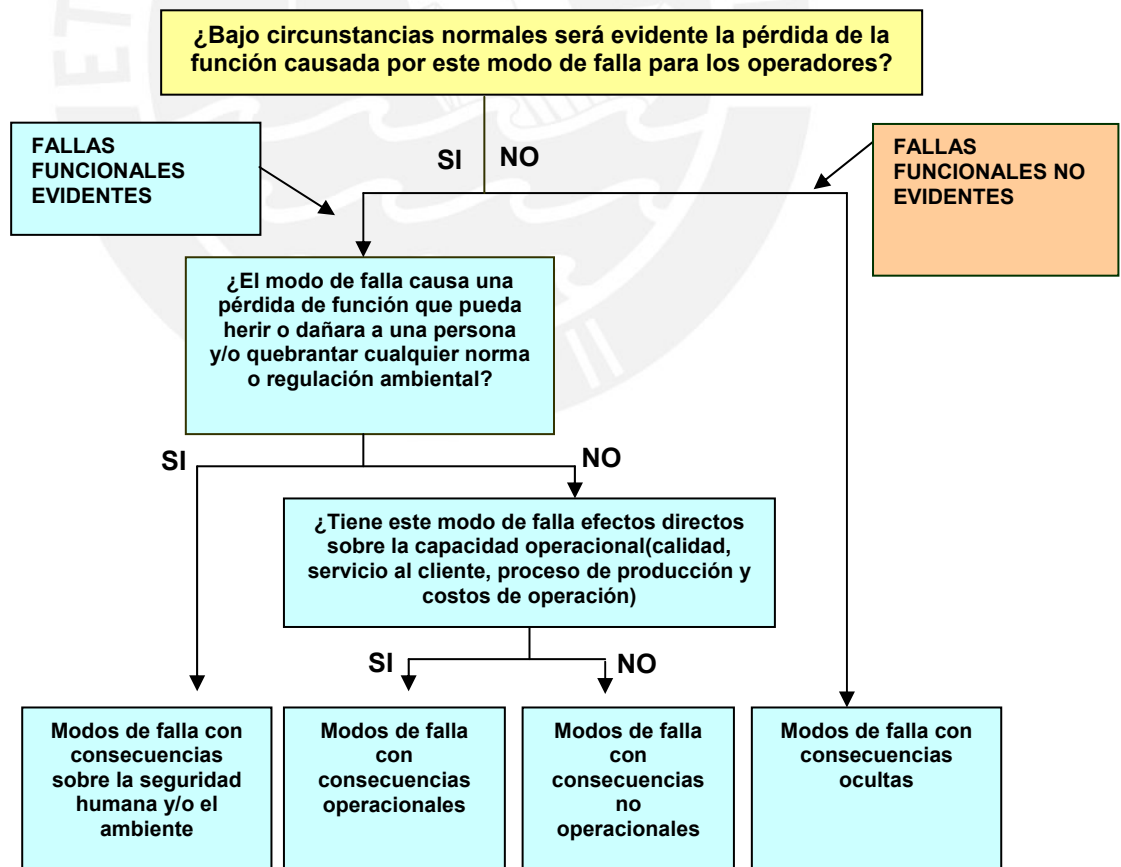 ¿Bajo circunstancias normales será evidente la pérdida de la
función causada por este modo de falla para los operadores?
FALLAS
FUNCIONALES
EVIDENTES
SI
NO
FALLAS
FUNCIONALES NO
EVIDENTES
¿El modo de falla causa una
pérdida de función que pueda
herir o dañara a una persona
y/o quebrantar cualquier norma
o regulación ambiental?
SI
NO
¿Tiene este modo de falla efectos directos
sobre la capacidad operacional(calidad,
servicio al cliente, proceso de producción y
costos de operación)
SI
NO
Modos de falla con
consecuencias
sobre la seguridad
humana y/o el
ambiente
Modos de falla
con
consecuencias
operacionales
Modos de falla
con
consecuencias
no
operacionales
Modos de falla con
consecuencias
ocultas